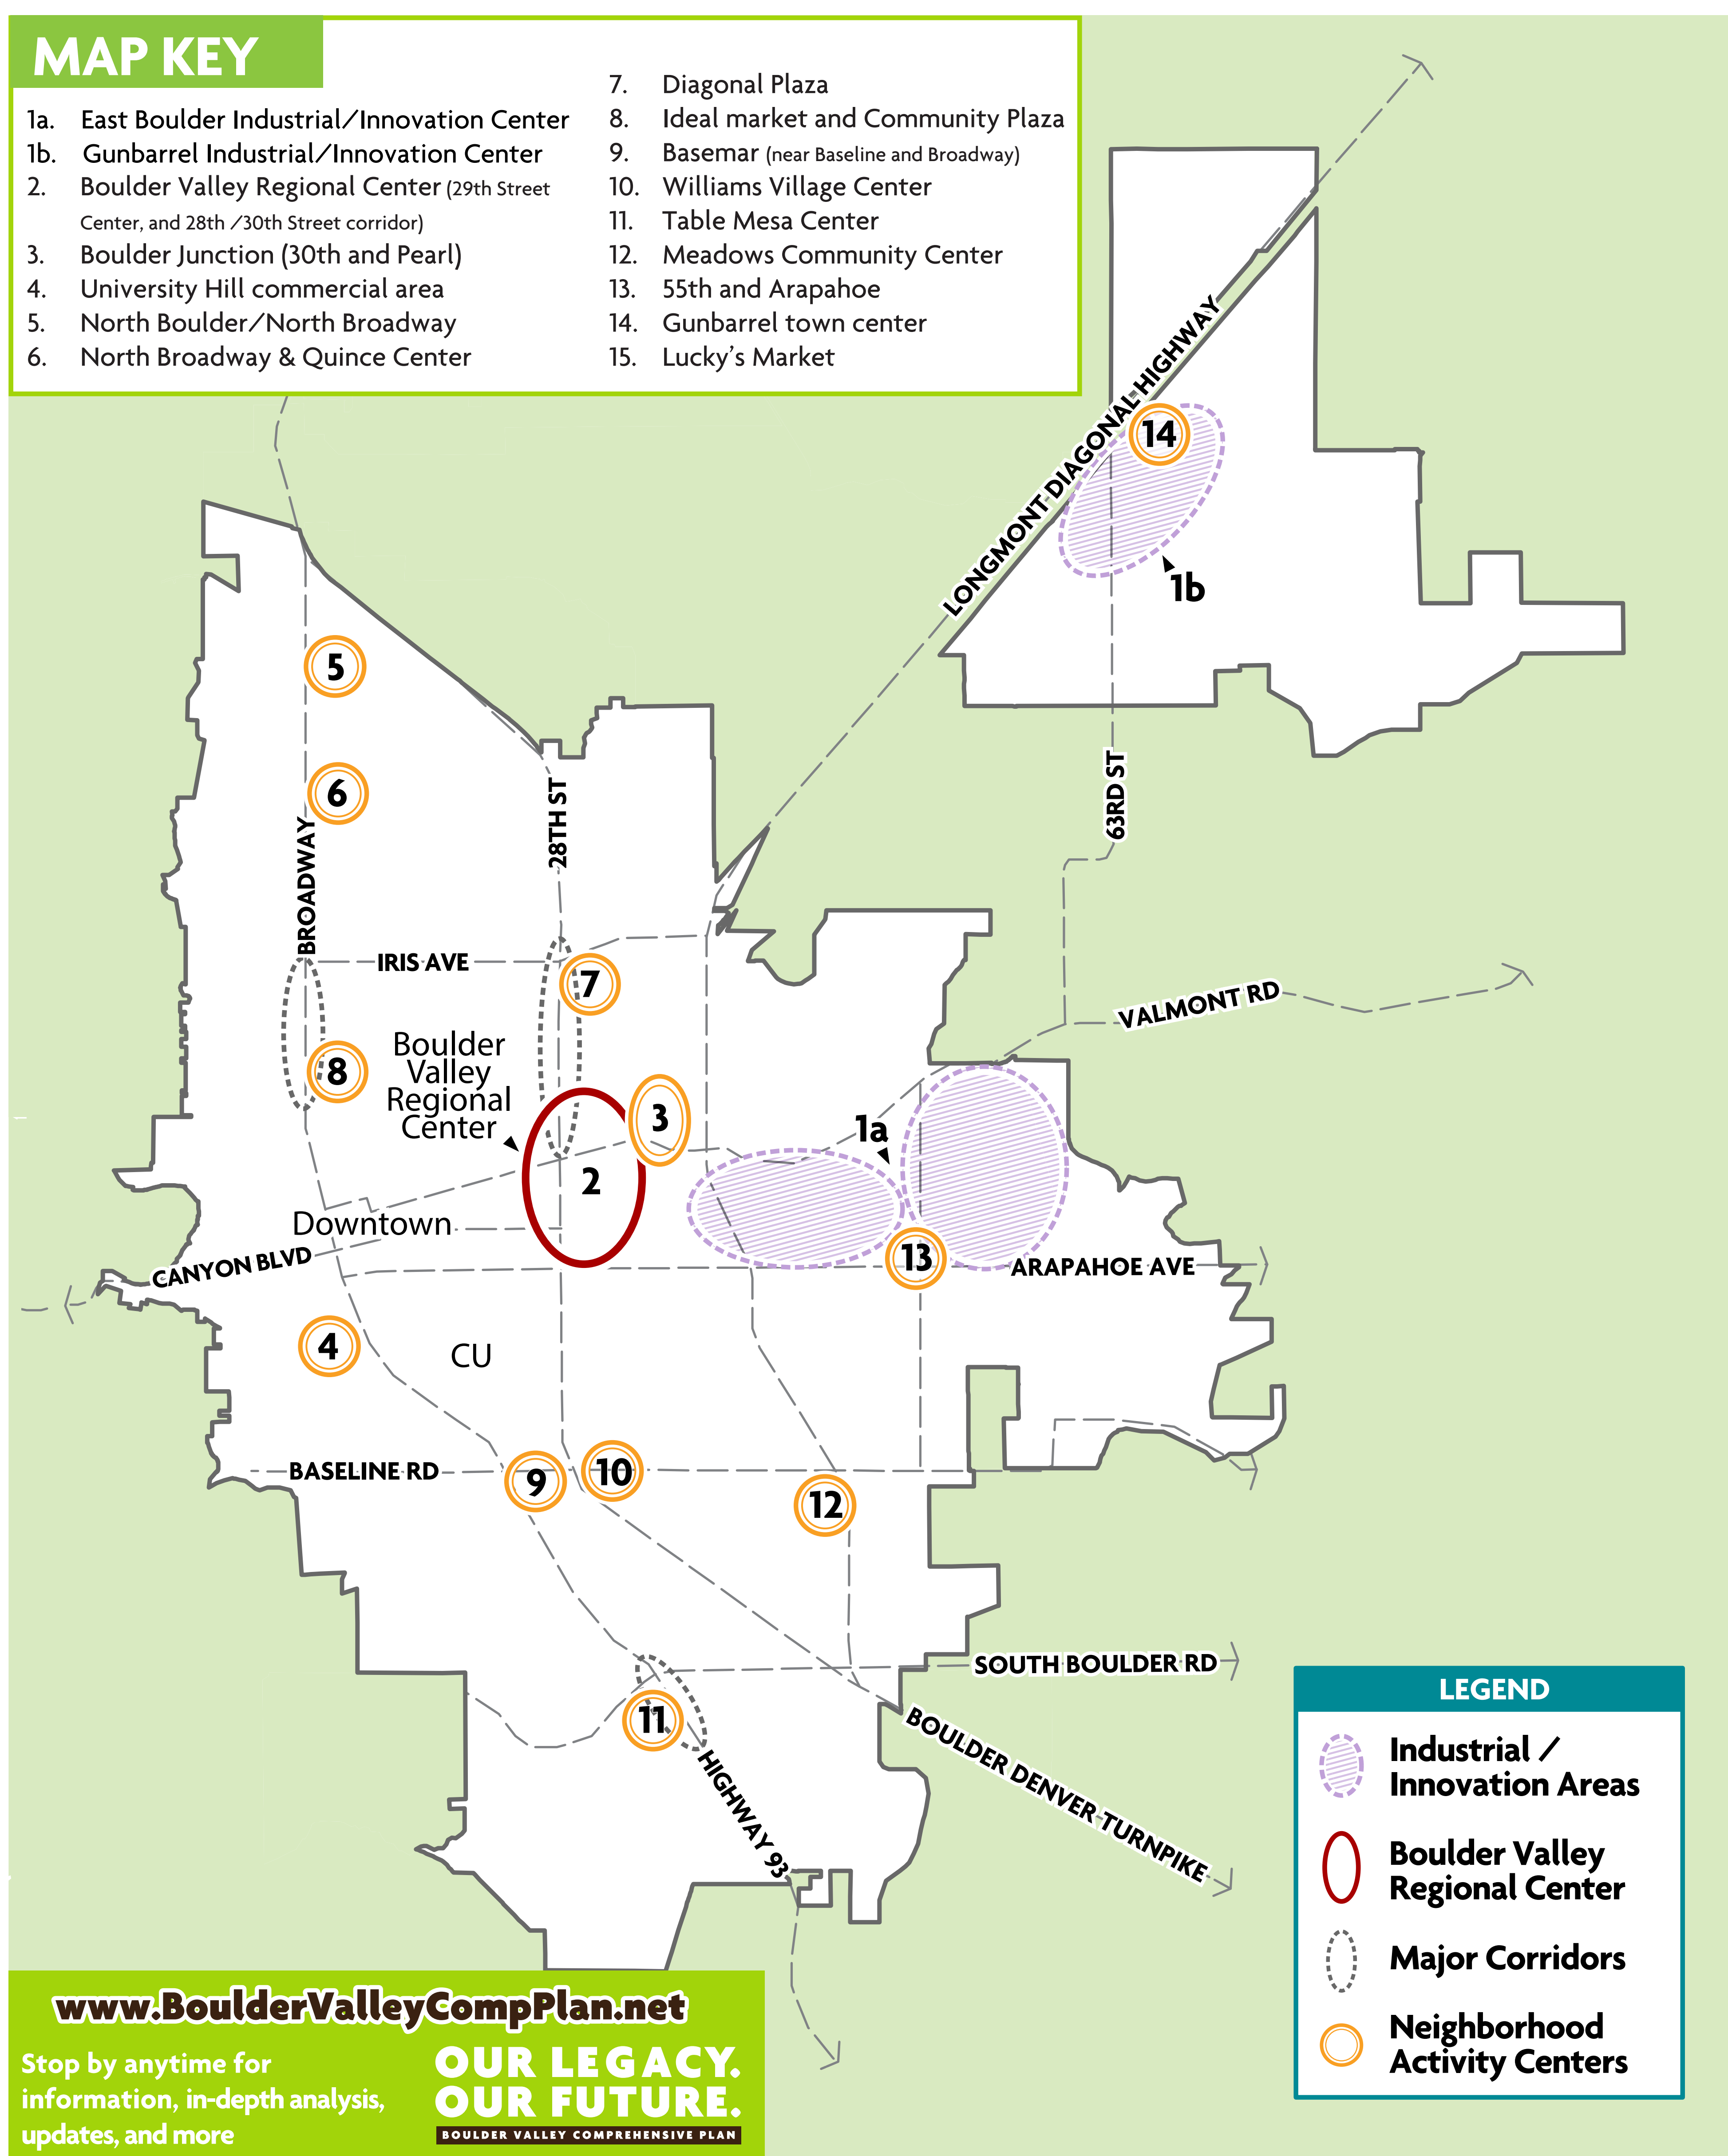 MAP KEY
1a. East Boulder Industrial/Innovation Center
1b. Gunbarrel Industrial/Innovation Center
2. Boulder Valley Regional Center (29th Street
Center, and 28th /30th Street corridor)
3. Boulder Junction (30th and Pearl)
4. University Hill commercial area
5. North Boulder/North Broadway
6. North Broadway & Quince Center
7. Diagonal Plaza
8. Ideal market and Community Plaza
9. Basemar (near Baseline and Broadway)
10. Williams Village Center
11. Table Mesa Center
12. Meadows Community Center
13. 55th and Arapahoe
14. Gunbarrel town center
15. Lucky's Market
LONGMONT DIAGONAL HIGHWAY
14
1b
5
6
BROADWAY
28TH ST
63RD ST
IRIS AVE
7
VALMONT RD
8
Boulder
Valley
Regional
Center
3
1a
2
Downtown
CANYON BLVD
13
ARAPAHOE AVE
4
CU
BASELINE RD
9
10
12
SOUTH BOULDER RD
11
HIGHWAY 93
BOULDER DENVER TURNPIKE
LEGEND
Industrial /
Innovation Areas
Boulder Valley
Regional Center
Major Corridors
Neighborhood
Activity Centers
www.BoulderValleyCompPlan.net
Stop by anytime for
information, in-depth analysis,
updates, and more
OUR LEGACY.
OUR FUTURE.
BOULDER VALLEY COMPREHENSIVE PLAN